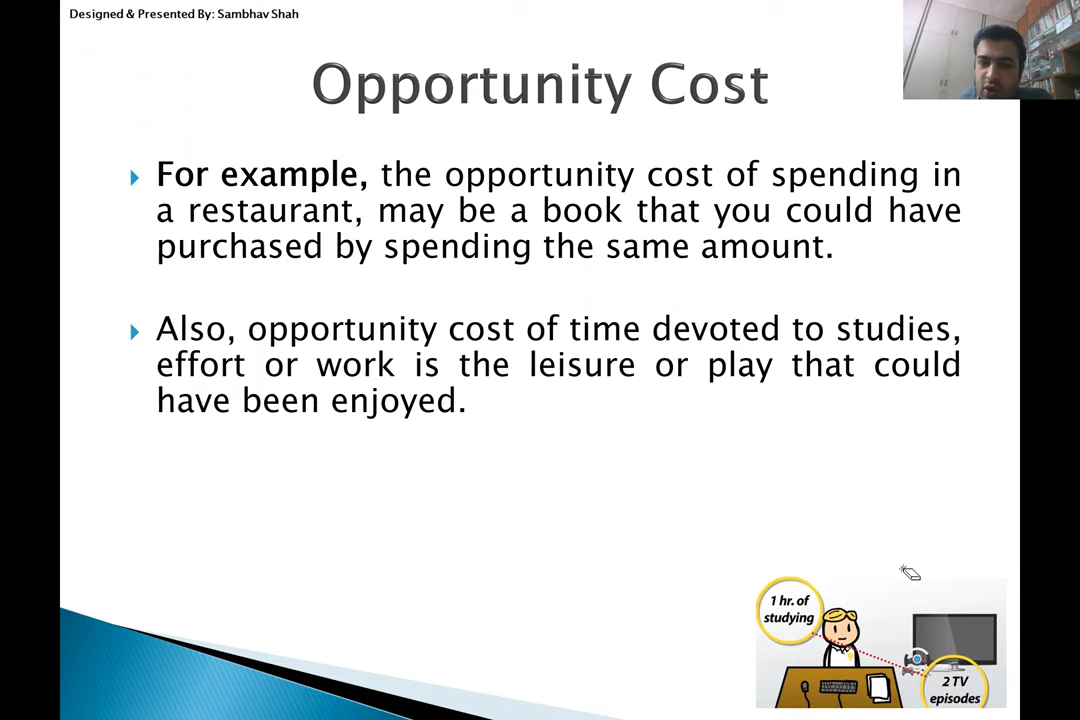 Designed & Presented By: Sambhav Shah
Opportunity Cost
For example, the opportunity cost of spending in
a restaurant, may be a book that you could have
purchased by spending the same amount.
Also, opportunity cost of time devoted to studies,
effort or work is the leisure or play that could
have been enjoyed.
1 hr. of
studying
2 TV
episodes